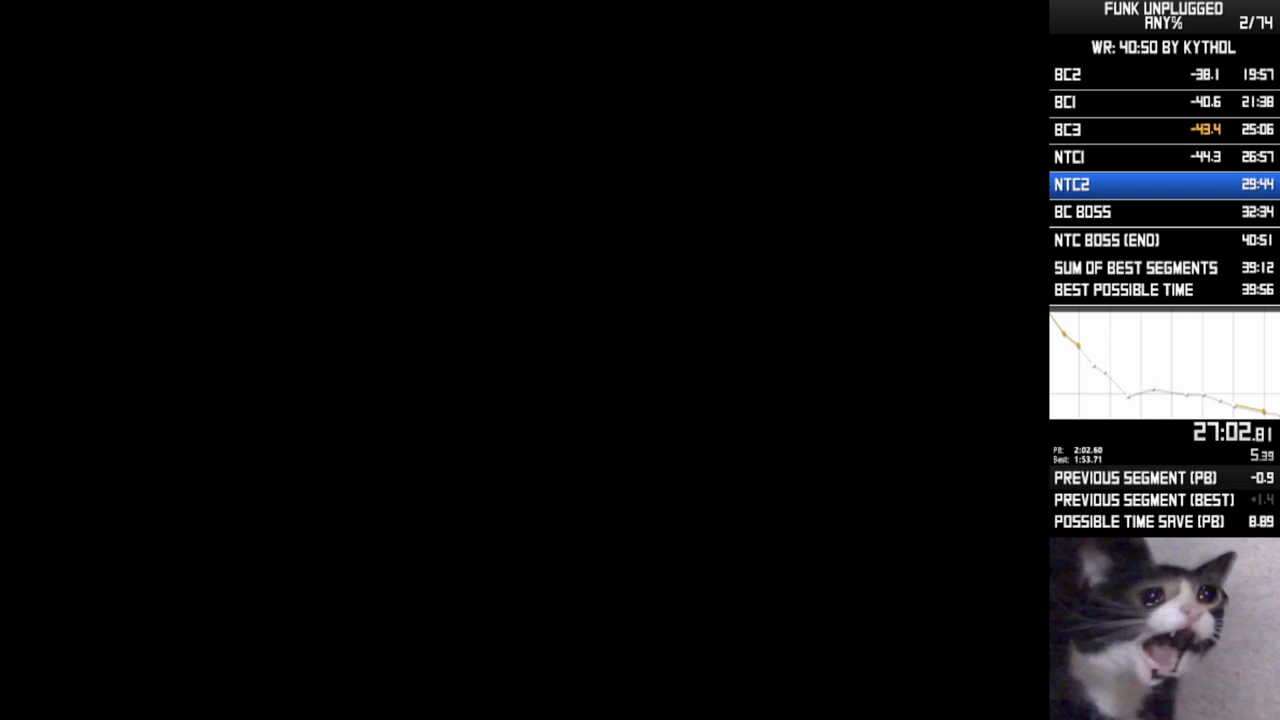 FUNK UNPLUGGED
ANY% 2/74
WR: 40:50 BY KYTHOL
BC2 -38.1 19:57
BC1 -40.6 21:38
BC3 -43.4 25:06
NTC1 -44.3 26:57
NTC2 29:44
BC BOSS 32:34
NTC BOSS (END) 40:51
SUM OF BEST SEGMENTS 39:12
BEST POSSIBLE TIME 39:56
27:02.81
PB: 2:02.60 5.39
Best: 1:53.71
PREVIOUS SEGMENT (PB) -0.9
PREVIOUS SEGMENT (BEST) +1.4
POSSIBLE TIME SAVE (PB) 8.89